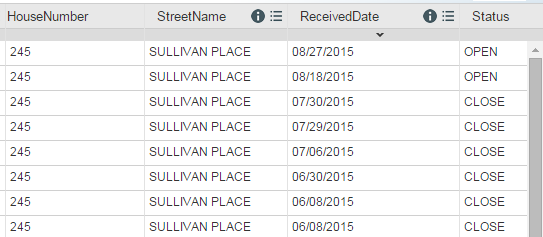 HouseNumber StreetName ReceivedDate Status
245 SULLIVAN PLACE 08/27/2015 OPEN
245 SULLIVAN PLACE 08/18/2015 OPEN
245 SULLIVAN PLACE 07/30/2015 CLOSE
245 SULLIVAN PLACE 07/29/2015 CLOSE
245 SULLIVAN PLACE 07/06/2015 CLOSE
245 SULLIVAN PLACE 06/30/2015 CLOSE
245 SULLIVAN PLACE 06/08/2015 CLOSE
245 SULLIVAN PLACE 06/08/2015 CLOSE